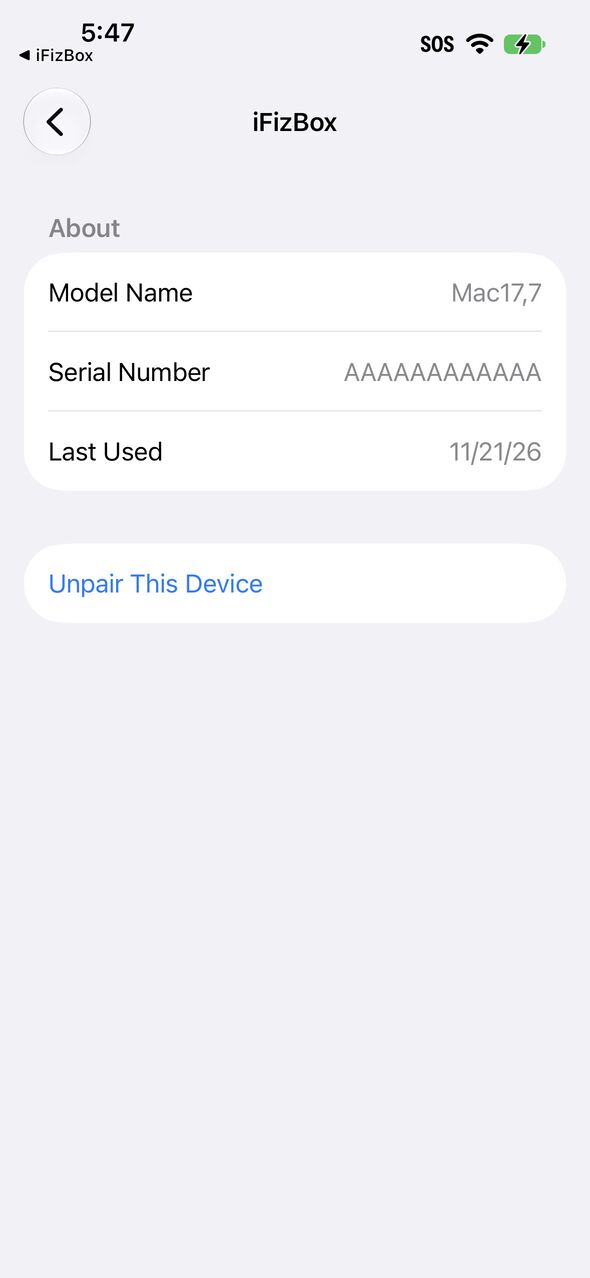 5:47
SOS
◀ iFizBox
iFizBox
About
Model Name Mac17,7
Serial Number AAAAAAAAAAAA
Last Used 11/21/26
Unpair This Device